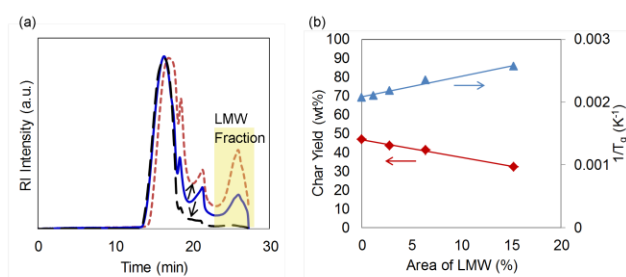 (a)
RI Intensity (a.u.)
LMW
Fraction
0 10 20 30
Time (min)
(b)
Char Yield (wt%)
100
90
80
70
60
50
40
30
20
10
0
0 5 10 15 20
Area of LMW (%)
0.003
0.002
0.001
0
1/Tg (K-1)